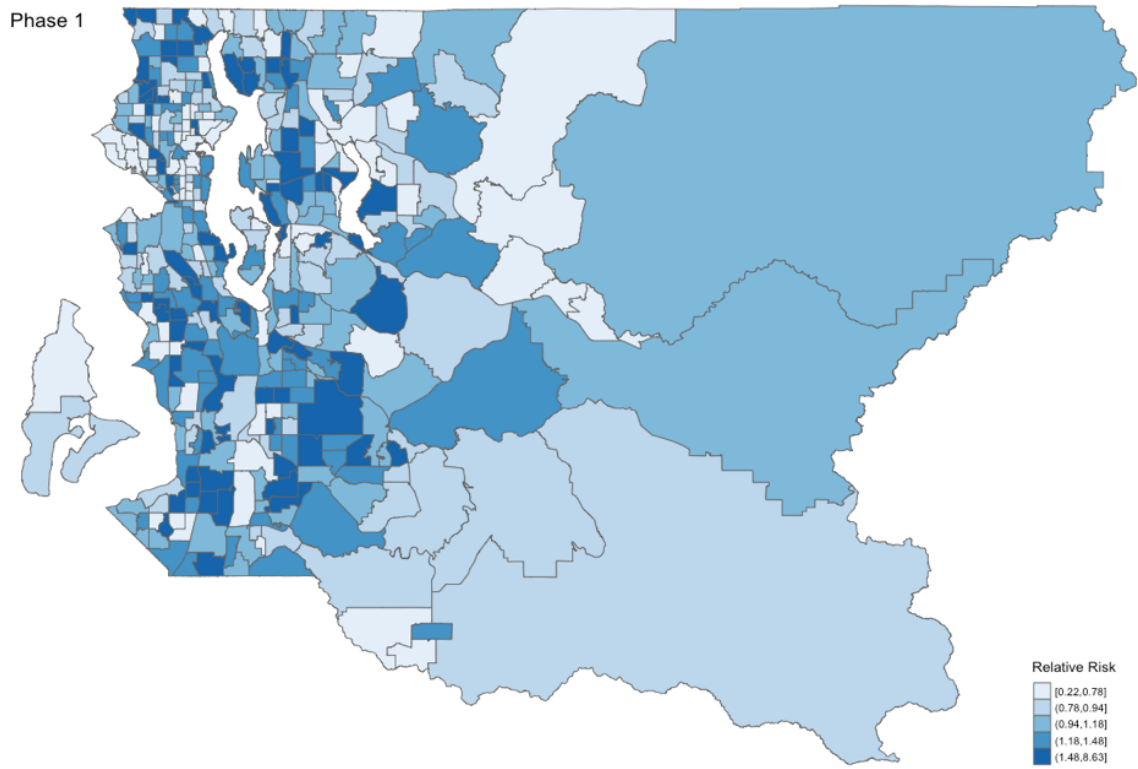 Phase 1
Relative Risk
[0.22,0.78]
(0.78,0.94]
(0.94,1.18]
(1.18,1.48]
(1.48,8.63]